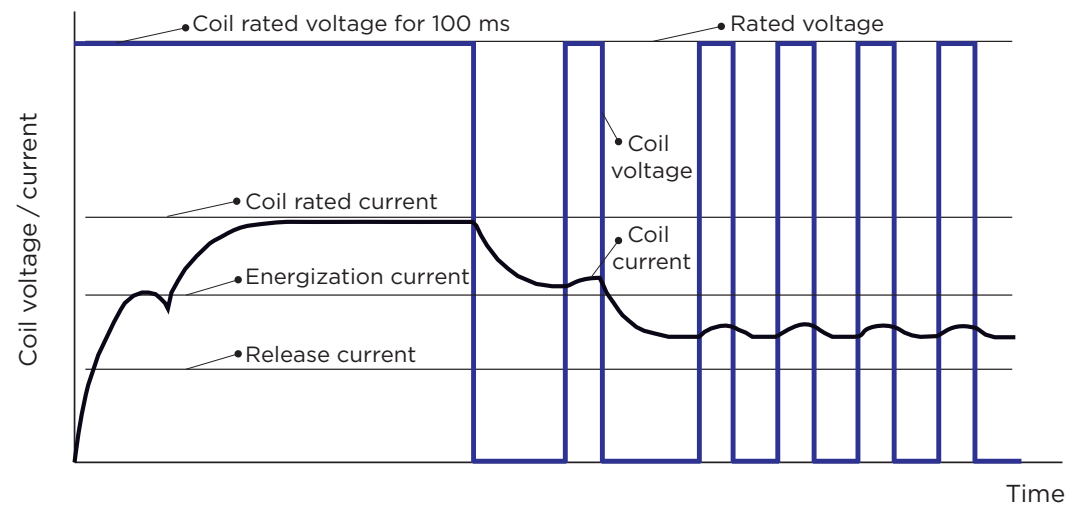 Coil rated voltage for 100 ms
Rated voltage
Coil voltage / current
Coil
voltage
Coil rated current
Coil
current
Energization current
Release current
Time